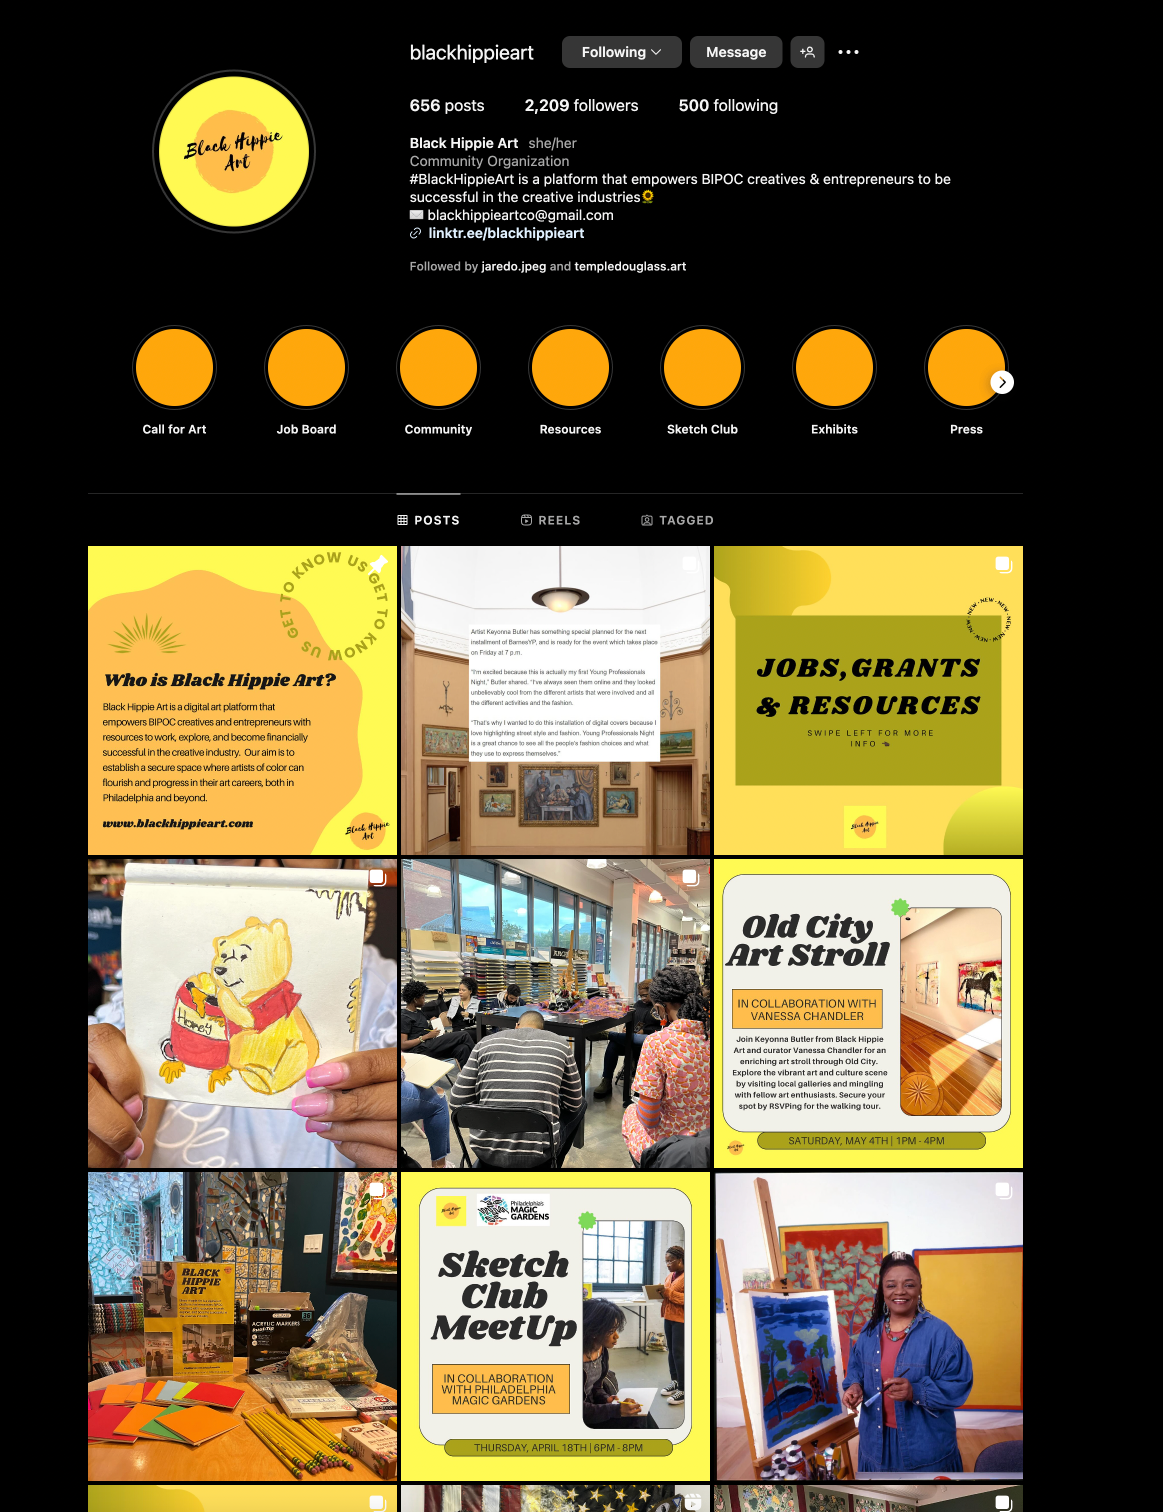 blackhippieart
Following
Message
656 posts
2,209 followers
500 following
Black Hippie Art
Black Hippie Art she/her
Community Organization
#BlackHippieArt is a platform that empowers BIPOC creatives & entrepreneurs to be
successful in the creative industries🌻
✉️ blackhippieartco@gmail.com
linktr.ee/blackhippieart
Followed by jaredo.jpeg and templedouglass.art
Call for Art
Job Board
Community
Resources
Sketch Club
Exhibits
Press
POSTS
REELS
TAGGED
GET TO KNOW US GET TO KNOW US
Who is Black Hippie Art?
Black Hippie Art is a digital art platform that
empowers BIPOC creatives and entrepreneurs with
resources to work, explore, and become financially
successful in the creative industry. Our aim is to
establish a secure space where artists of color can
flourish and progress in their art careers, both in
Philadelphia and beyond.
www.blackhippieart.com
Black Hippie
Art
Artist Keyonna Butler has something special planned for the next
installment of BarnesYP, and is ready for the event which takes place
on Friday at 7 p.m.
"I'm excited because this is actually my first Young Professionals
Night," Butler shared. "I've always seen them online and they looked
unbelievably cool from the different artists that were involved and all
the different activities and the fashion.
"That's why I wanted to do this installation of digital covers because I
love highlighting street style and fashion. Young Professionals Night
is a great chance to see all the people's fashion choices and what
they use to express themselves."
NEW · NEW · NEW · NEW · NEW · NEW
JOBS,GRANTS
& RESOURCES
SWIPE LEFT FOR MORE
INFO
Black Hippie
Art
Honey
Old City
Art Stroll
IN COLLABORATION WITH
VANESSA CHANDLER
Join Keyonna Butler from Black Hippie
Art and curator Vanessa Chandler for an
enriching art stroll through Old City.
Explore the vibrant art and culture scene
by visiting local galleries and mingling
with fellow art enthusiasts. Secure your
spot by RSVPing for the walking tour.
SATURDAY, MAY 4TH | 1PM - 4PM
BLACK
HIPPIE
ART
ACRYLIC MARKERS
Philadelphia's
MAGIC
GARDENS
Sketch
Club
MeetUp
IN COLLABORATION
WITH PHILADELPHIA
MAGIC GARDENS
THURSDAY, APRIL 18TH | 6PM - 8PM